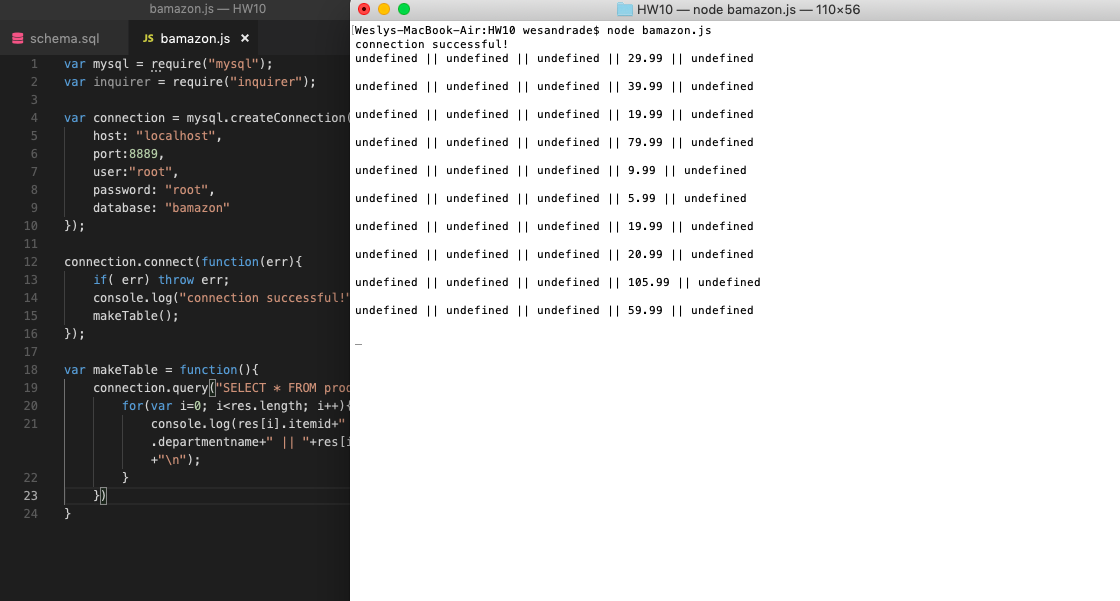 bamazon.js — HW10
schema.sql
JS bamazon.js ×
1 var mysql = require("mysql");
2 var inquirer = require("inquirer");
3
4 var connection = mysql.createConnection(
5 host: "localhost",
6 port:8889,
7 user:"root",
8 password: "root",
9 database: "bamazon"
10 });
11
12 connection.connect(function(err){
13 if( err) throw err;
14 console.log("connection successful!"
15 makeTable();
16 });
17
18 var makeTable = function(){
19 connection.query("SELECT * FROM prod
20 for(var i=0; i<res.length; i++){
21 console.log(res[i].itemid+"
.departmentname+" || "+res[i
+"\n");
22 }
23 })
24 }
HW10 — node bamazon.js — 110×56
[Weslys-MacBook-Air:HW10 wesandrade$ node bamazon.js
connection successful!
undefined || undefined || undefined || 29.99 || undefined
undefined || undefined || undefined || 39.99 || undefined
undefined || undefined || undefined || 19.99 || undefined
undefined || undefined || undefined || 79.99 || undefined
undefined || undefined || undefined || 9.99 || undefined
undefined || undefined || undefined || 5.99 || undefined
undefined || undefined || undefined || 19.99 || undefined
undefined || undefined || undefined || 20.99 || undefined
undefined || undefined || undefined || 105.99 || undefined
undefined || undefined || undefined || 59.99 || undefined
_